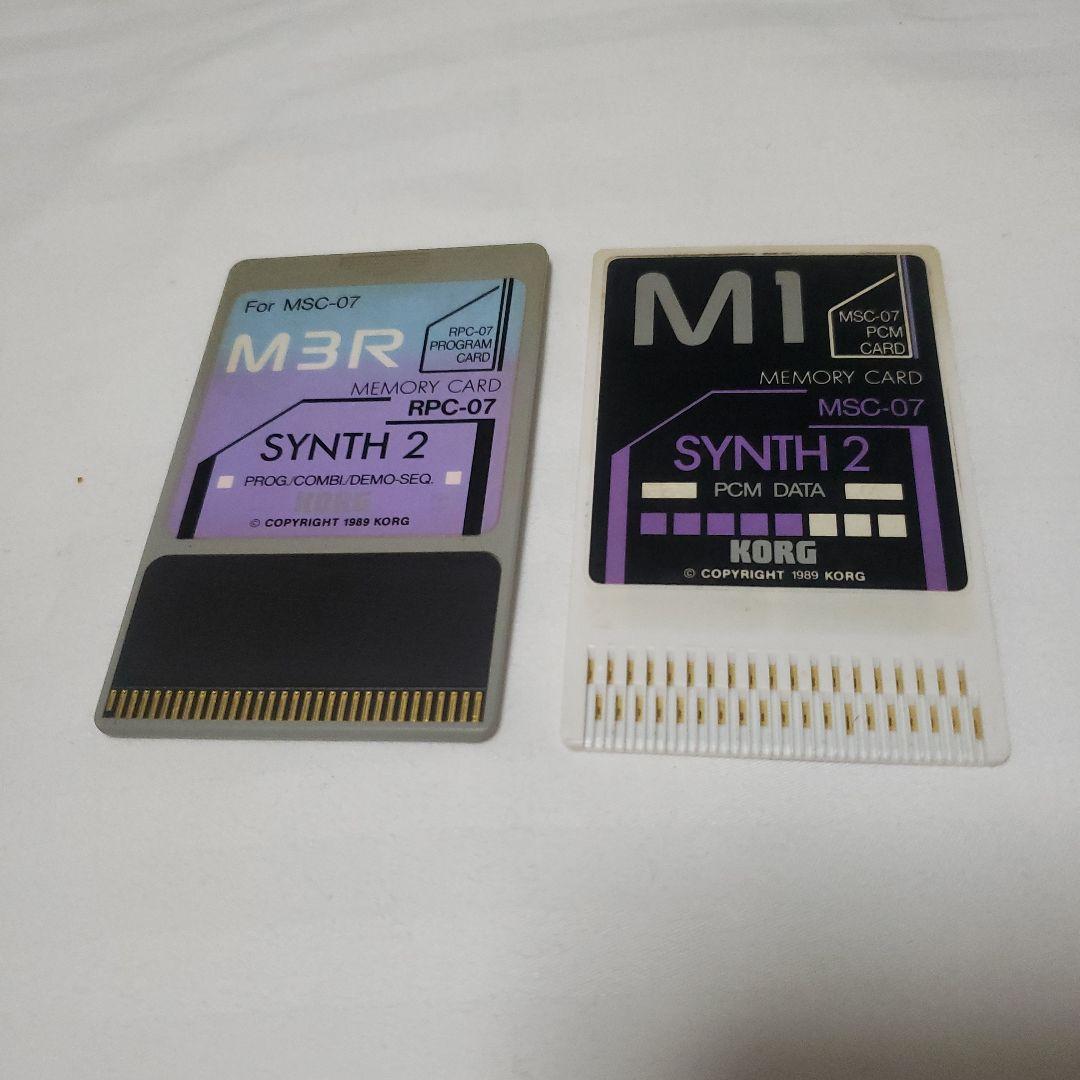 For MSC-07
M3R
RPC-07
PROGRAM
CARD
MEMORY CARD
RPC-07
SYNTH 2
PROG./COMBI./DEMO-SEQ.
KORG
© COPYRIGHT 1989 KORG
M1
MSC-07
PCM
CARD
MEMORY CARD
MSC-07
SYNTH 2
PCM DATA
KORG
© COPYRIGHT 1989 KORG